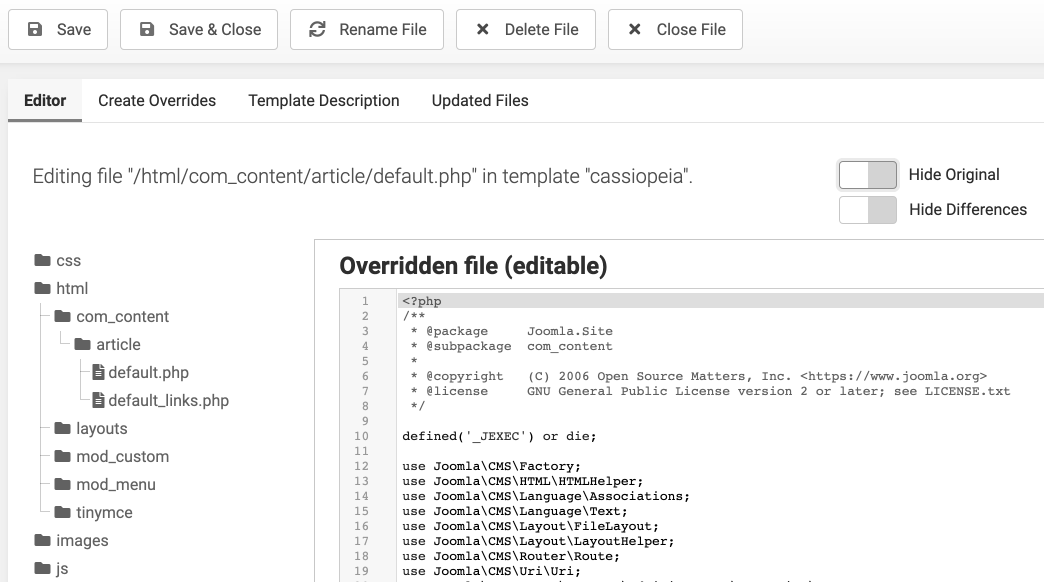 Save
Save & Close
Rename File
Delete File
Close File
Editor
Create Overrides
Template Description
Updated Files
Editing file "/html/com_content/article/default.php" in template "cassiopeia".
Hide Original
Hide Differences
css
html
com_content
article
default.php
default_links.php
layouts
mod_custom
mod_menu
tinymce
images
js
Overridden file (editable)
1 <?php
2 /**
3  * @package     Joomla.Site
4  * @subpackage  com_content
5  *
6  * @copyright   (C) 2006 Open Source Matters, Inc. <https://www.joomla.org>
7  * @license     GNU General Public License version 2 or later; see LICENSE.txt
8  */
9
10 defined('_JEXEC') or die;
11
12 use Joomla\CMS\Factory;
13 use Joomla\CMS\HTML\HTMLHelper;
14 use Joomla\CMS\Language\Associations;
15 use Joomla\CMS\Language\Text;
16 use Joomla\CMS\Layout\FileLayout;
17 use Joomla\CMS\Layout\LayoutHelper;
18 use Joomla\CMS\Router\Route;
19 use Joomla\CMS\Uri\Uri;